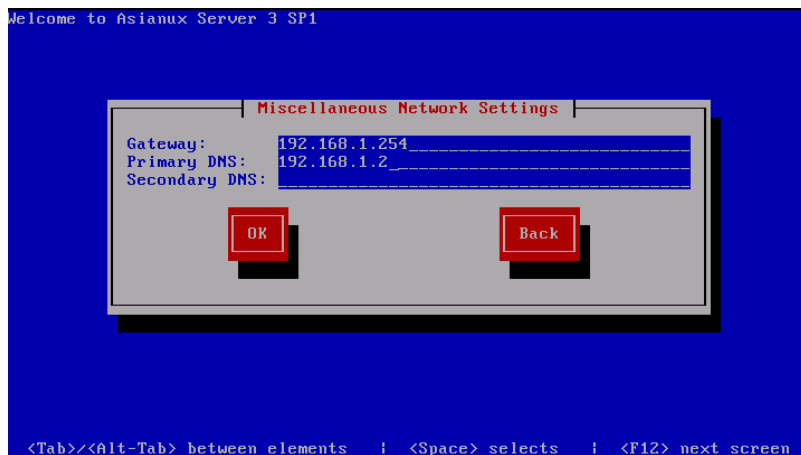 Welcome to Asianux Server 3 SP1
Miscellaneous Network Settings
Gateway: 192.168.1.254
Primary DNS: 192.168.1.2
Secondary DNS:
OK Back
<Tab>/<Alt-Tab> between elements | <Space> selects | <F12> next screen